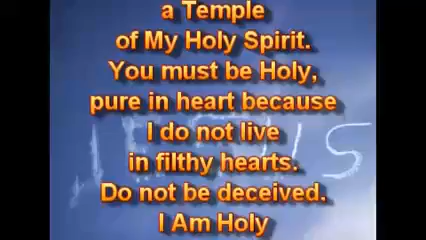 a Temple
of My Holy Spirit.
You must be Holy,
pure in heart because
I do not live
in filthy hearts.
Do not be deceived.
I Am Holy
JESUS